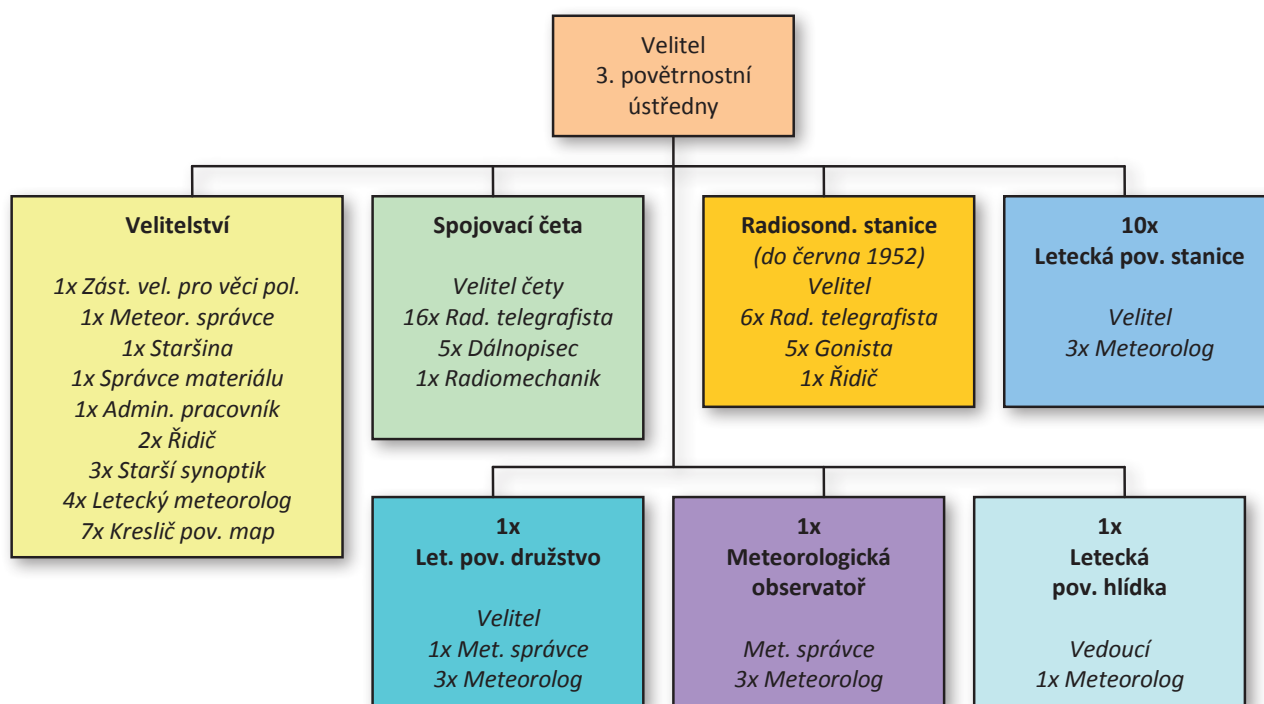 Velitel
3. povětrnostní
ústředny
Velitelství
1x Zást. vel. pro věci pol.
1x Meteor. správce
1x Staršina
1x Správce materiálu
1x Admin. pracovník
2x Řidič
3x Starší synoptik
4x Letecký meteorolog
7x Kreslič pov. map
Spojovací četa
Velitel čety
16x Rad. telegrafista
5x Dálnopisec
1x Radiomechanik
Radiosond. stanice
(do června 1952)
Velitel
6x Rad. telegrafista
5x Gonista
1x Řidič
10x
Letecká pov. stanice
Velitel
3x Meteorolog
1x
Let. pov. družstvo
Velitel
1x Met. správce
3x Meteorolog
1x
Meteorologická
observatoř
Met. správce
3x Meteorolog
1x
Letecká
pov. hlídka
Vedoucí
1x Meteorolog